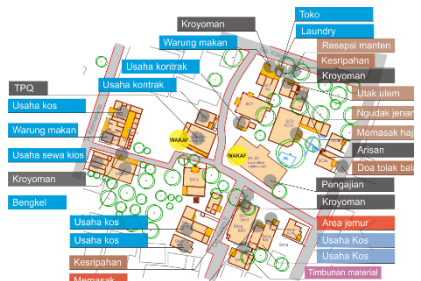 Kroyoman
Toko
Laundry
Warung makan
Resepsi manten
Kesripahan
Usaha kontrak
Kroyoman
Usaha kontrak
TPQ
Utak ulem
Usaha kos
Ngudak jenan
Warung makan
Memasak haj
WAKAF
Arisan
Usaha sewa kios
WAKAF
Doa tolak bala
Kroyoman
Pengajian
Bengkel
Kroyoman
Usaha kos
Area jemur
Usaha kos
Usaha Kos
Usaha Kos
Kesripahan
Timbunan material
Memasak